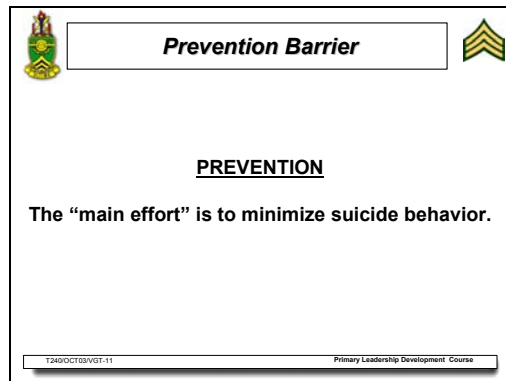 Prevention Barrier
PREVENTION
The “main effort” is to minimize suicide behavior.
T240/OCT03/VGT-11
Primary Leadership Development Course